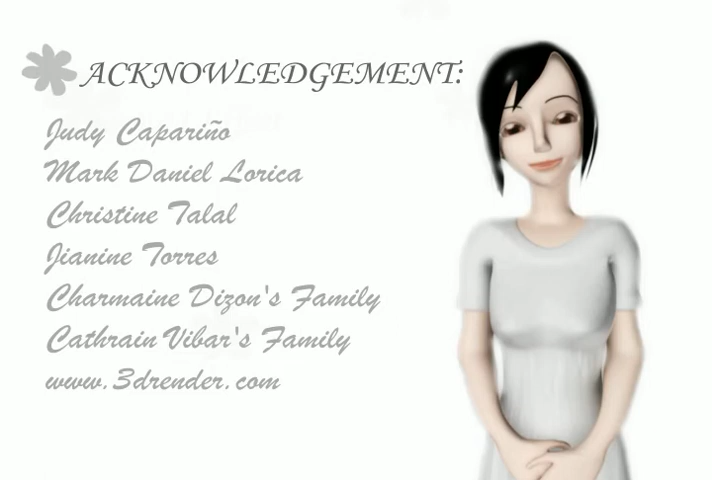 ACKNOWLEDGEMENT:
Judy Capariño
Mark Daniel Lorica
Christine Talal
Jianine Torres
Charmaine Dizon's Family
Cathrain Vibar's Family
www.3drender.com